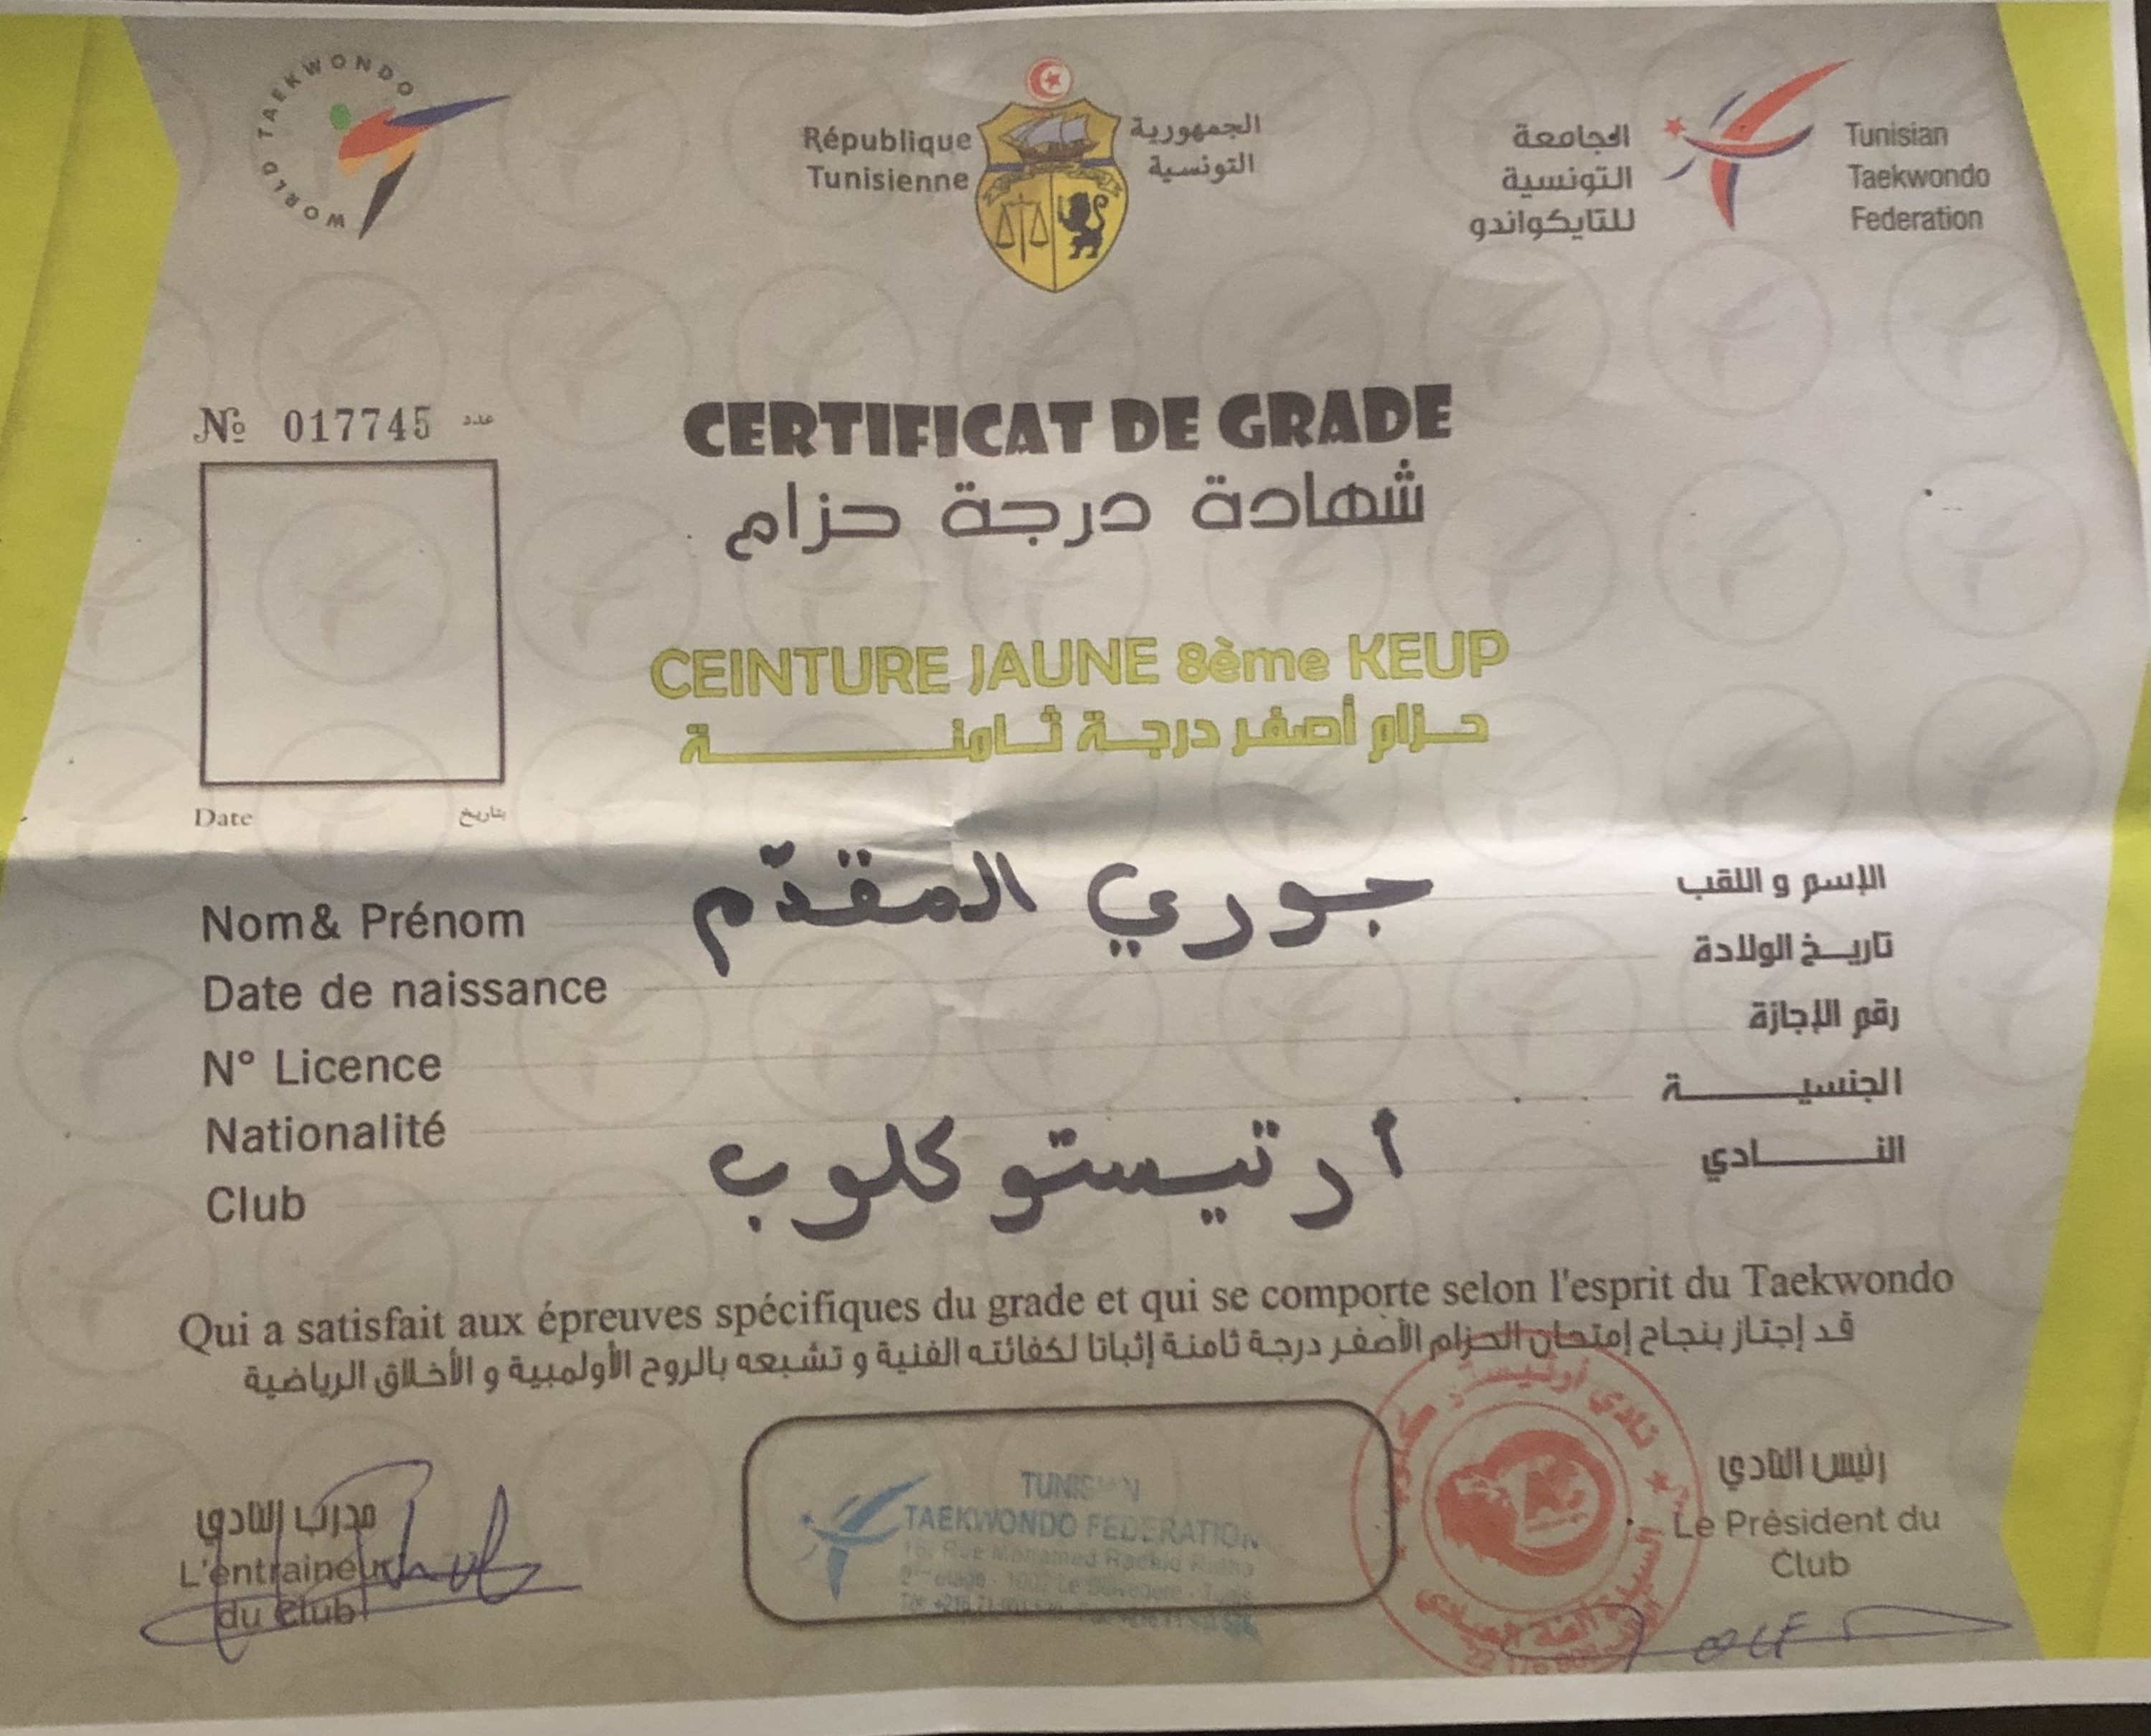 WORLD TAEKWONDO
République
Tunisienne
الجمهورية
التونسية
الجامعة
التونسية
للتايكواندو
Tunisian
Taekwondo
Federation
№ 017745 عدد
CERTIFICAT DE GRADE
شهادة درجة حزام
CEINTURE JAUNE 8ème KEUP
حزام أصفر درجة ثامنة
Date بتاريخ
Nom& Prénom جوري المقدّم الإسم و اللقب
Date de naissance تاريخ الولادة
N° Licence رقم الإجازة
Nationalité الجنسية
Club أرتيستو كلوب النادي
Qui a satisfait aux épreuves spécifiques du grade et qui se comporte selon l'esprit du Taekwondo
قد إجتاز بنجاح إمتحان الحزام الأصفر درجة ثامنة إثباتا لكفائته الفنية و تشبعه بالروح الأولمبية و الأخلاق الرياضية
مدرب النادي
L'entraineur
du Club
TUNISIAN
TAEKWONDO FEDERATION
رئيس النادي
Le Président du
Club